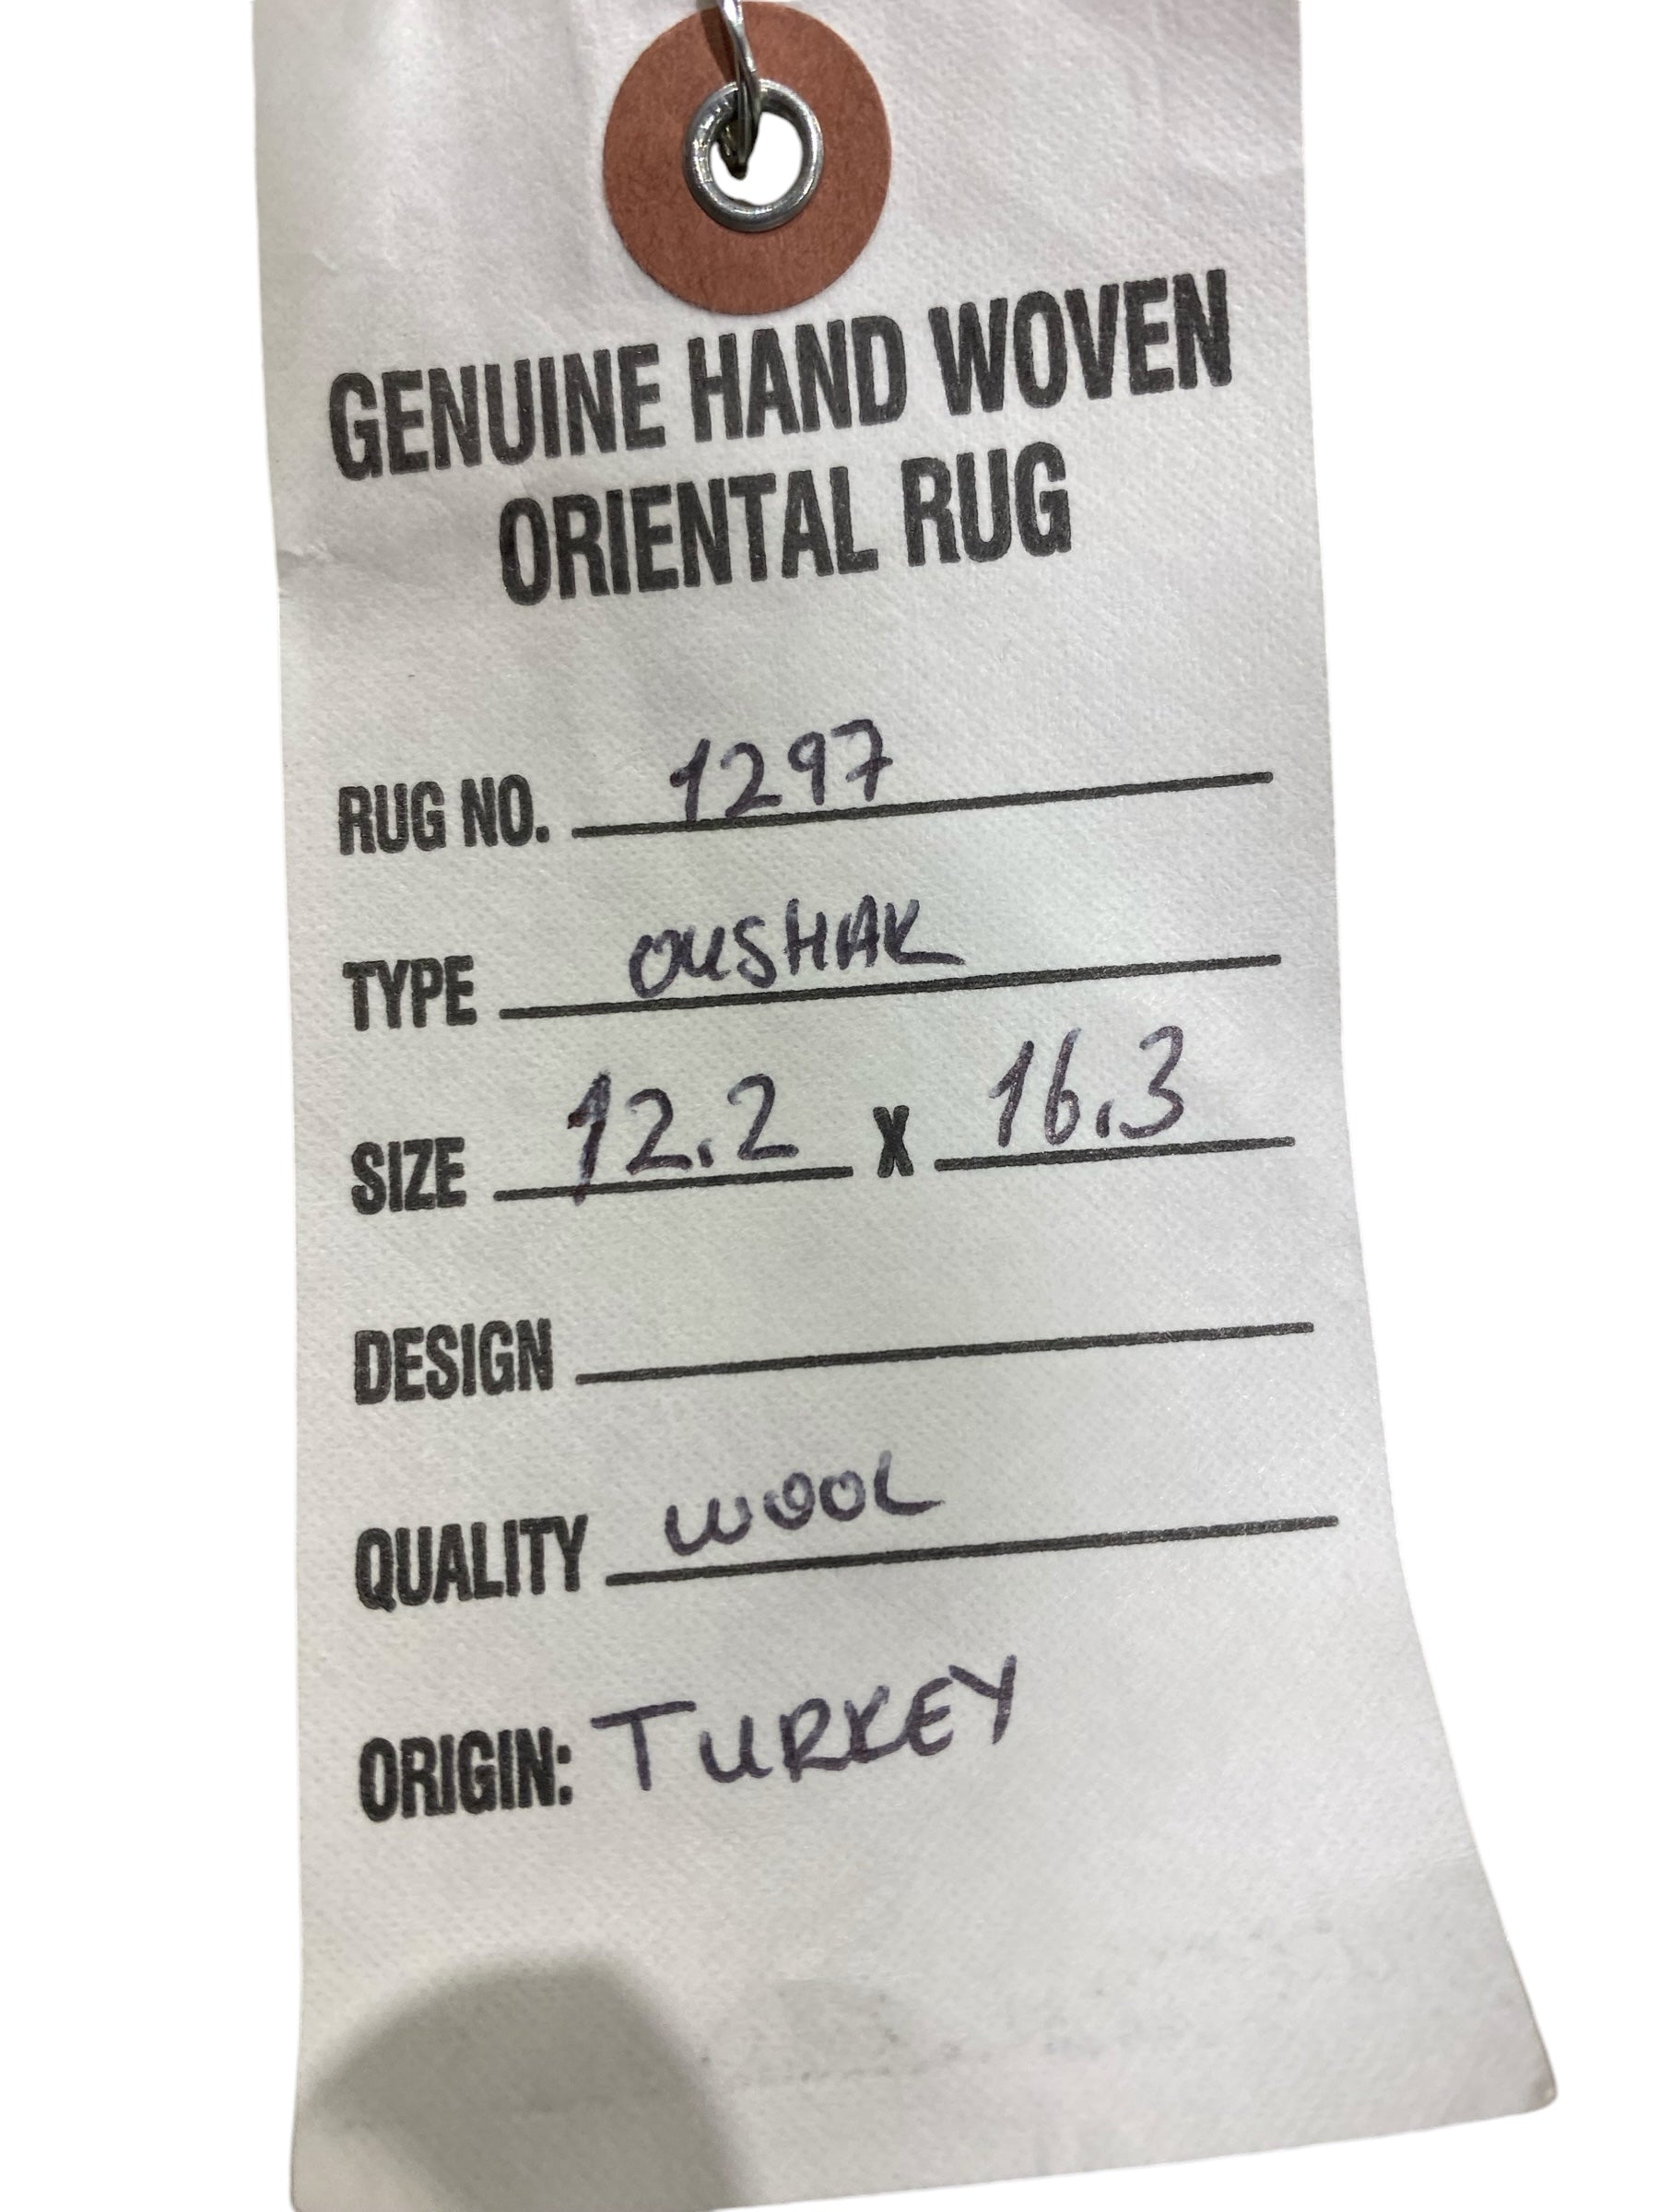 GENUINE HAND WOVEN
ORIENTAL RUG
RUG NO. 1297
TYPE OUSHAK
SIZE 12.2 X 16.3
DESIGN
QUALITY WOOL
ORIGIN: TURKEY